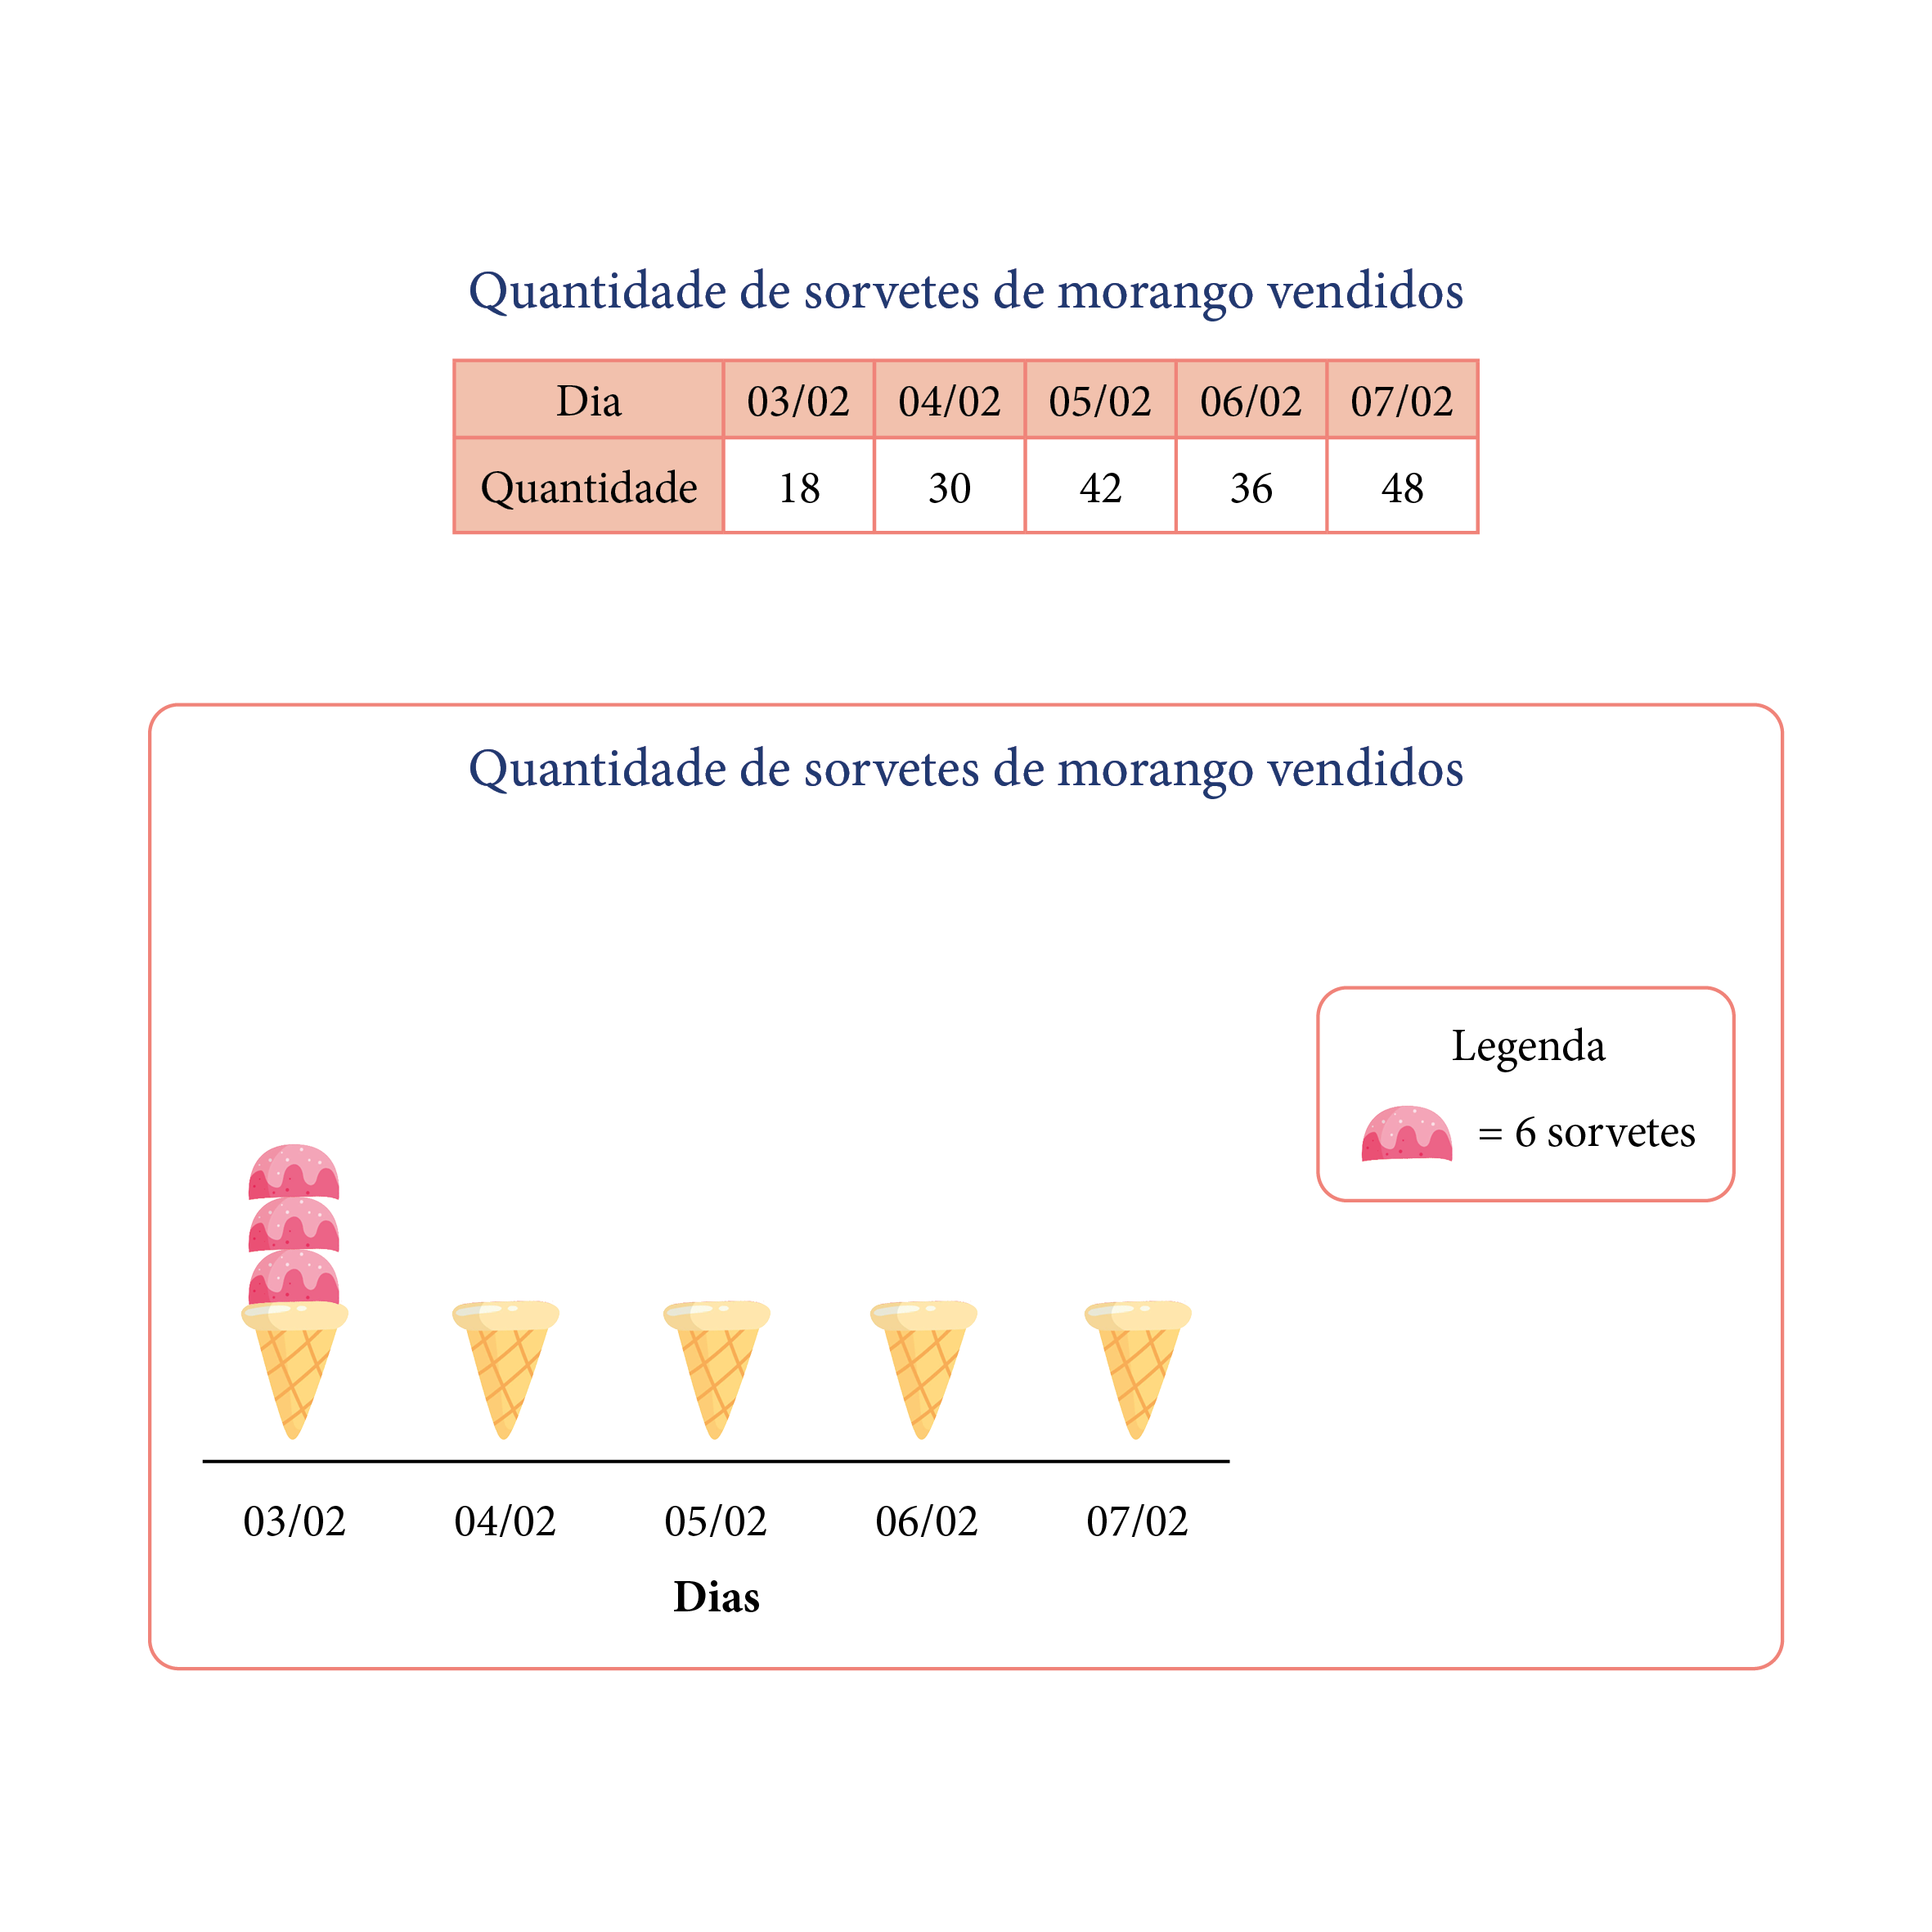 Quantidade de sorvetes de morango vendidos
Dia 03/02 04/02 05/02 06/02 07/02
Quantidade 18 30 42 36 48
Quantidade de sorvetes de morango vendidos
Legenda
= 6 sorvetes
03/02 04/02 05/02 06/02 07/02
Dias